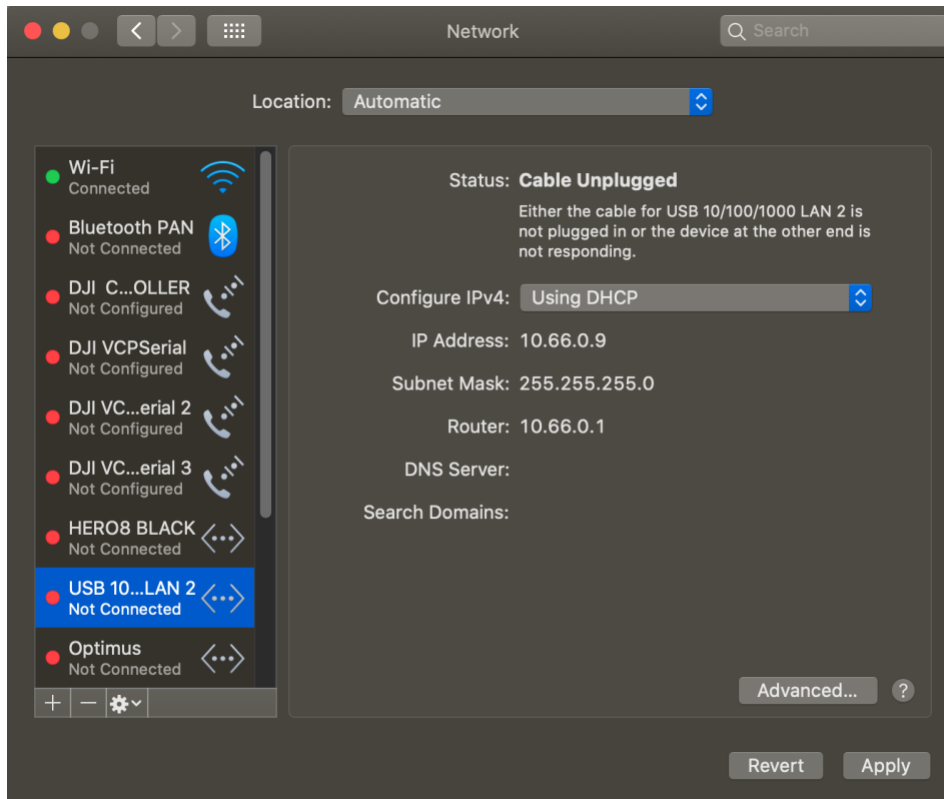 Network
Search
Location: Automatic
Wi-Fi
Connected
Bluetooth PAN
Not Connected
DJI C...OLLER
Not Configured
DJI VCPSerial
Not Configured
DJI VC...erial 2
Not Configured
DJI VC...erial 3
Not Configured
HERO8 BLACK
Not Connected
USB 10...LAN 2
Not Connected
Optimus
Not Connected
Status: Cable Unplugged
Either the cable for USB 10/100/1000 LAN 2 is
not plugged in or the device at the other end is
not responding.
Configure IPv4: Using DHCP
IP Address: 10.66.0.9
Subnet Mask: 255.255.255.0
Router: 10.66.0.1
DNS Server:
Search Domains:
Advanced... ?
Revert Apply